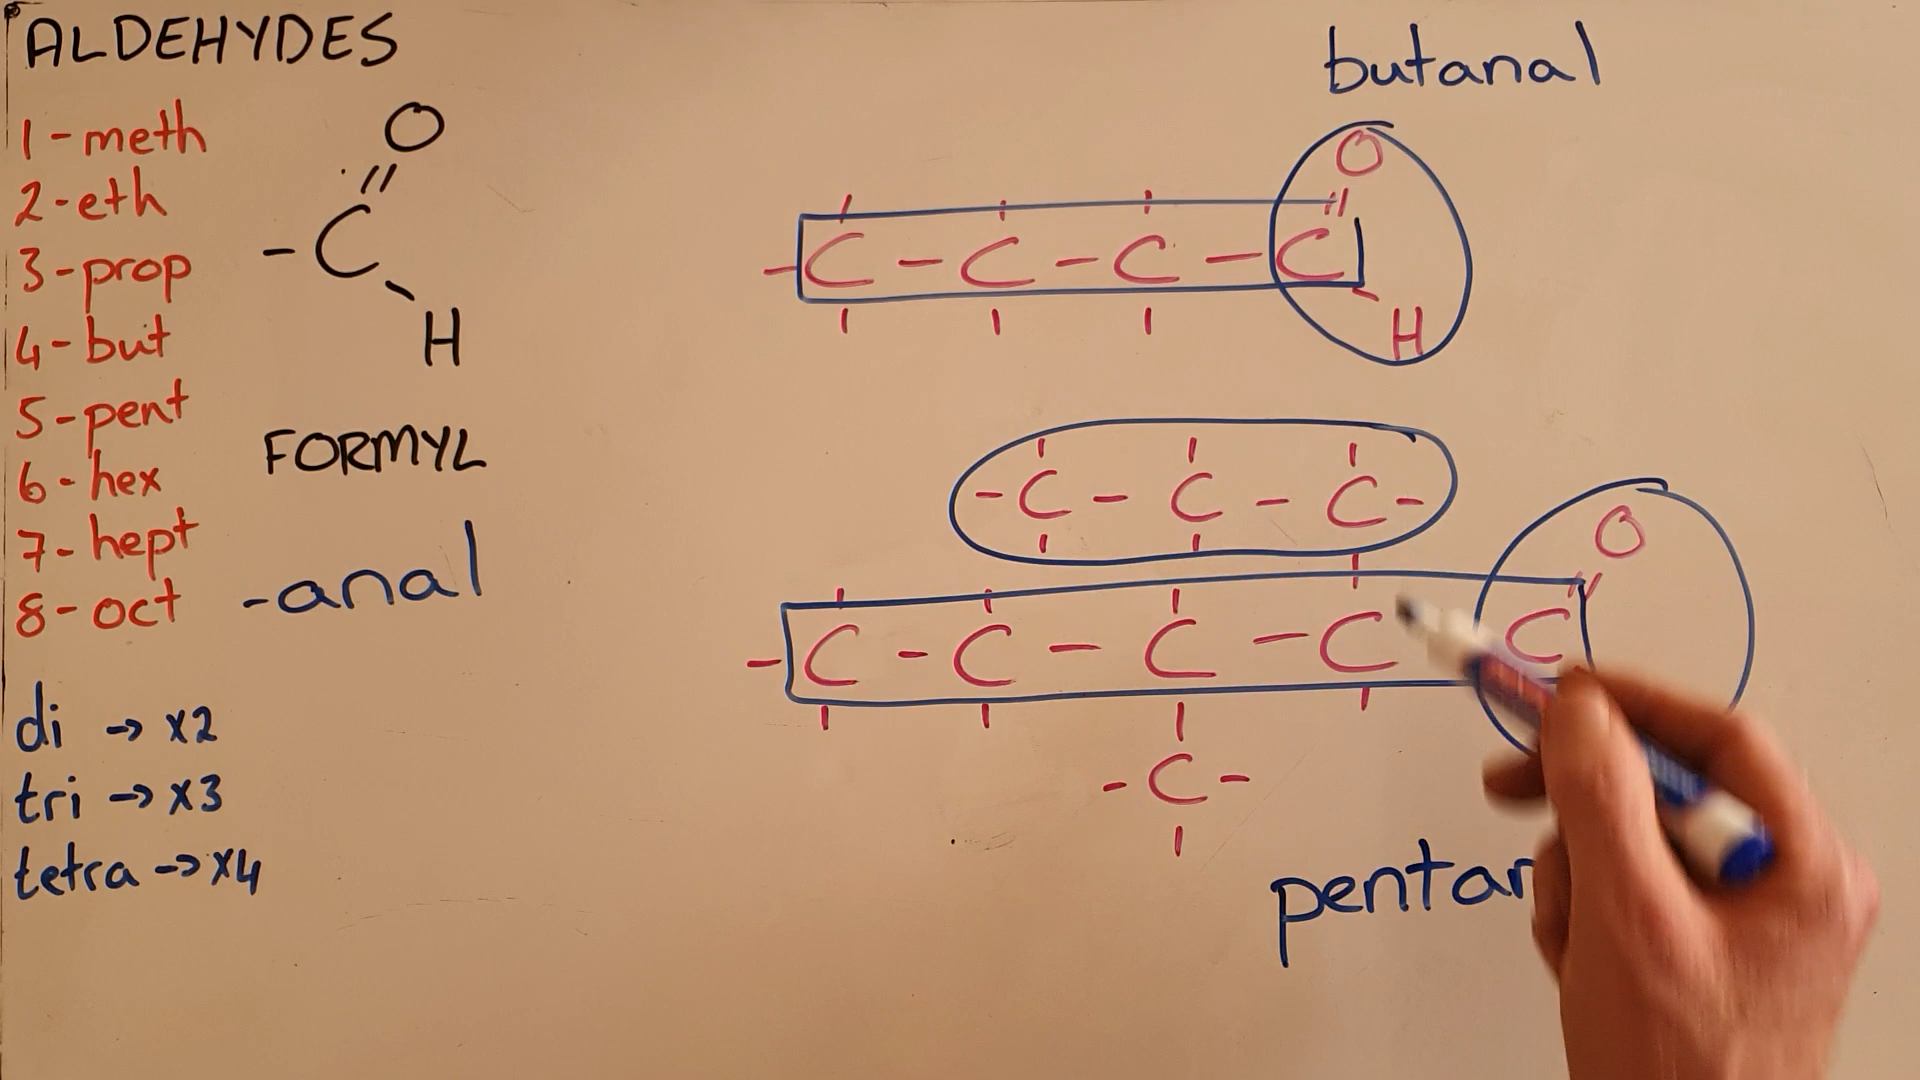 ALDEHYDES
1 - meth
2 - eth
3 - prop
4 - but
5 - pent
6 - hex
7 - hept
8 - oct
di -> x2
tri -> x3
tetra -> x4
O
- C
H
FORMYL
-anal
butanal
O
- C - C - C - C
H
- C - C - C -
O
- C - C - C - C C
- C -
pentan